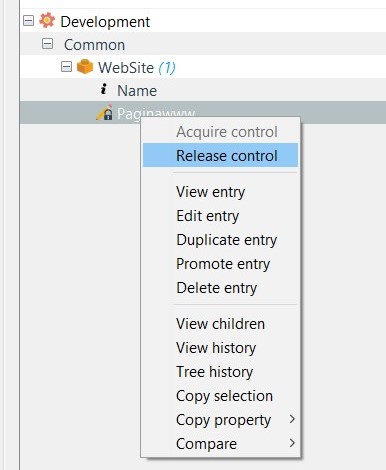 Development
Common
WebSite (1)
Name
Paginawww
Acquire control
Release control
View entry
Edit entry
Duplicate entry
Promote entry
Delete entry
View children
View history
Tree history
Copy selection
Copy property
Compare